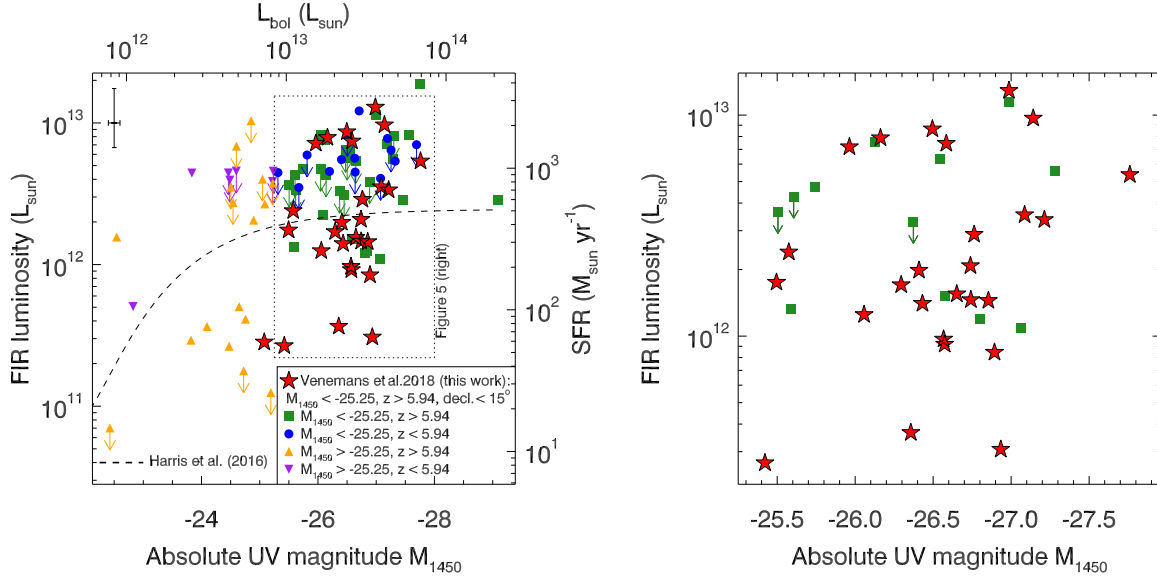 L_bol (L_sun)
10^12 10^13 10^14
10^13
10^12
10^11
FIR luminosity (L_sun)
10^3
10^2
10^1
SFR (M_sun yr^-1)
Figure 5 (right)
Venemans et al.2018 (this work):
M_1450 < -25.25, z > 5.94, decl. < 15°
M_1450 < -25.25, z > 5.94
M_1450 < -25.25, z < 5.94
M_1450 > -25.25, z > 5.94
M_1450 > -25.25, z < 5.94
Harris et al. (2016)
-24 -26 -28
Absolute UV magnitude M_1450
10^13
10^12
FIR luminosity (L_sun)
-25.5 -26.0 -26.5 -27.0 -27.5
Absolute UV magnitude M_1450